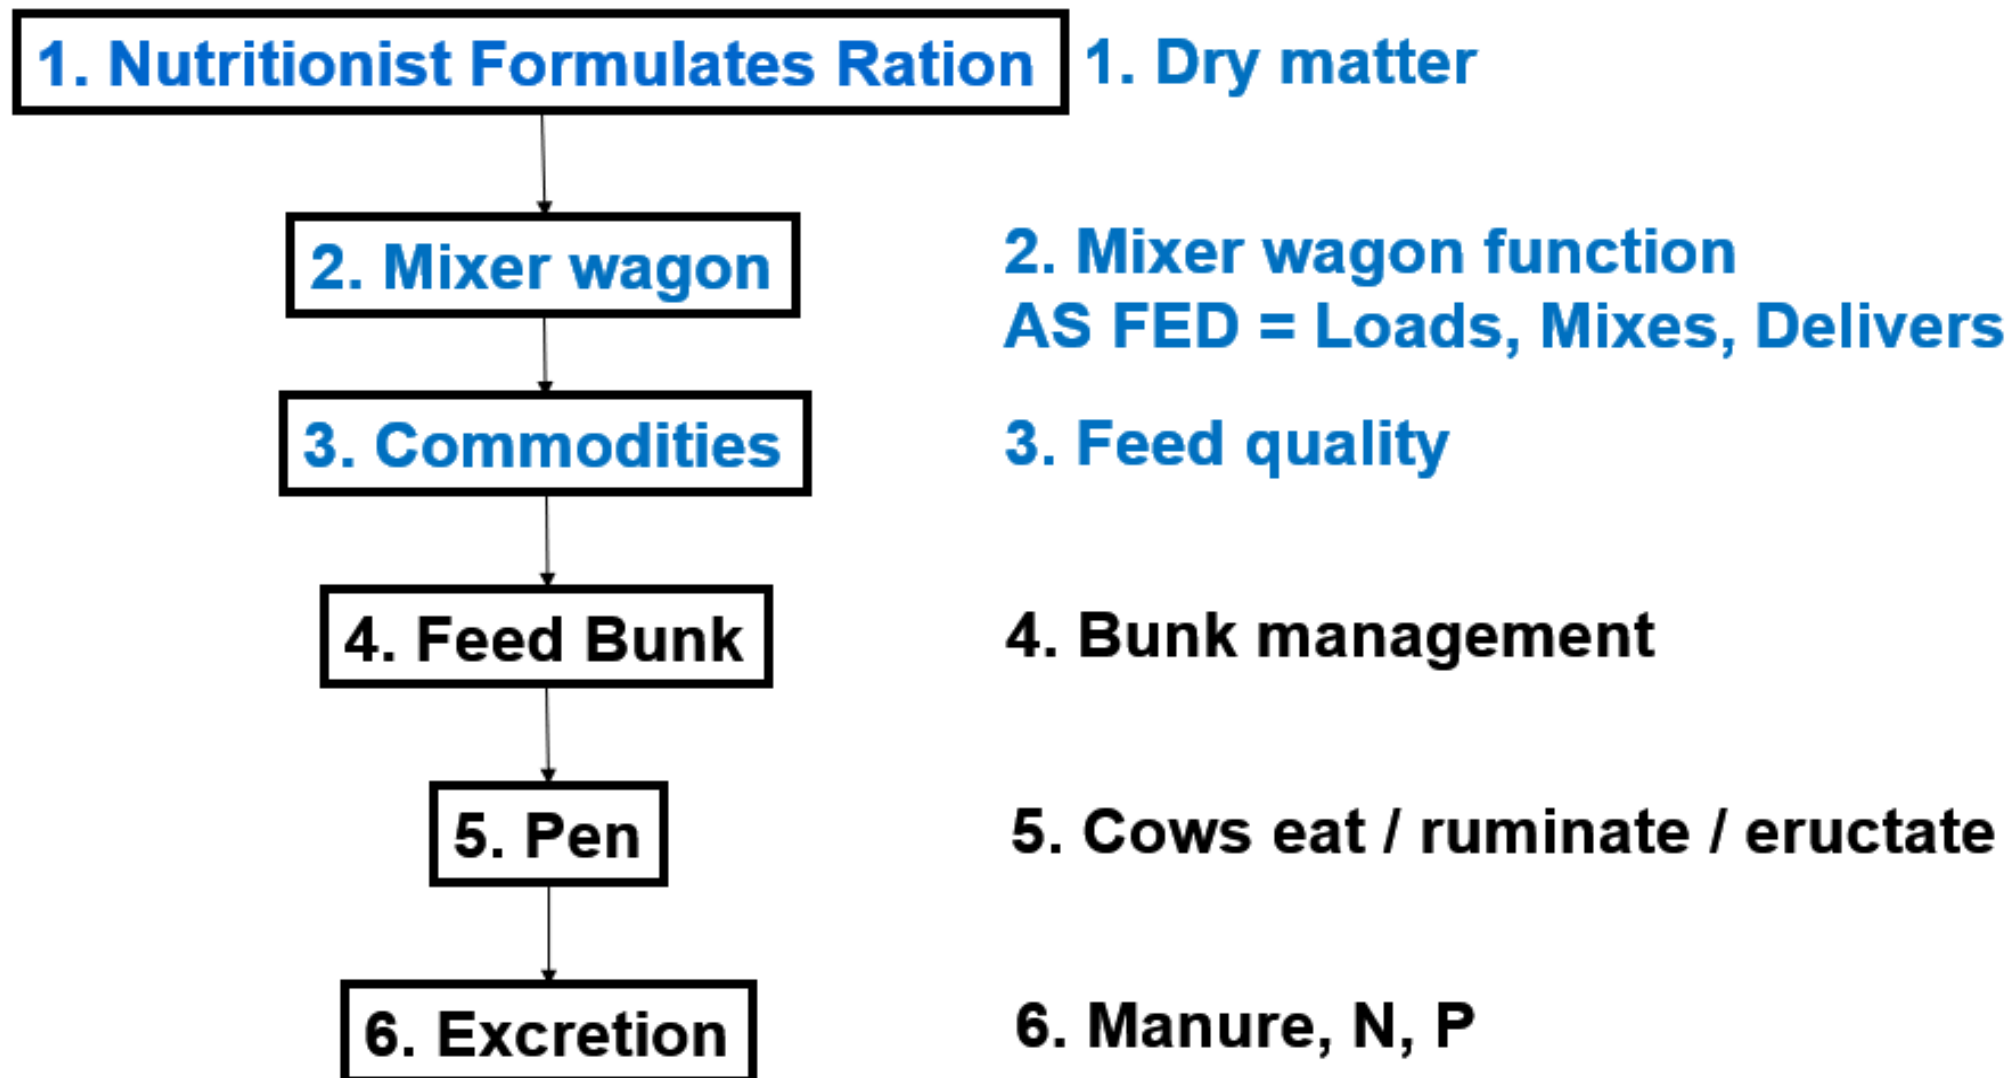 1. Nutritionist Formulates Ration
1. Dry matter
2. Mixer wagon
2. Mixer wagon function
AS FED = Loads, Mixes, Delivers
3. Commodities
3. Feed quality
4. Feed Bunk
4. Bunk management
5. Pen
5. Cows eat / ruminate / eructate
6. Excretion
6. Manure, N, P